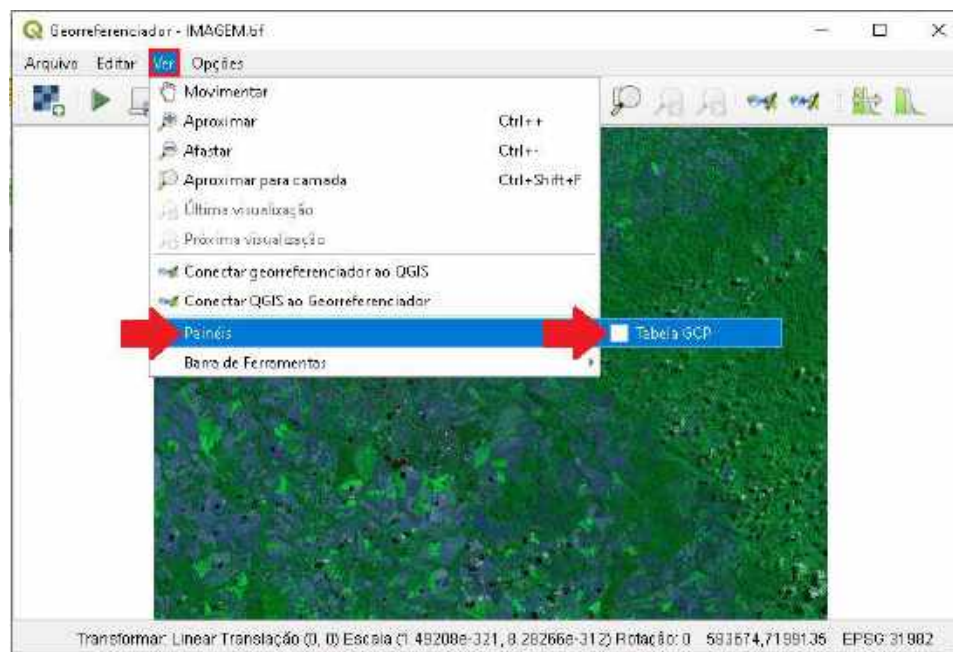 Georreferenciador - IMAGEM.tif
Arquivo Editar Ver Opções
Movimentar
Aproximar Ctrl++
Afastar Ctrl+-
Aproximar para camada Ctrl+Shift+F
Última visualização
Próxima visualização
Conectar georreferenciador ao QGIS
Conectar QGIS ao Georreferenciador
Painéis Tabela GCP
Barra de Ferramentas
Transformar: Linear Translação (0, 0) Escala (1.49208e-321, 8.28266e-312) Rotação: 0 593674,7199135 EPSG:31982